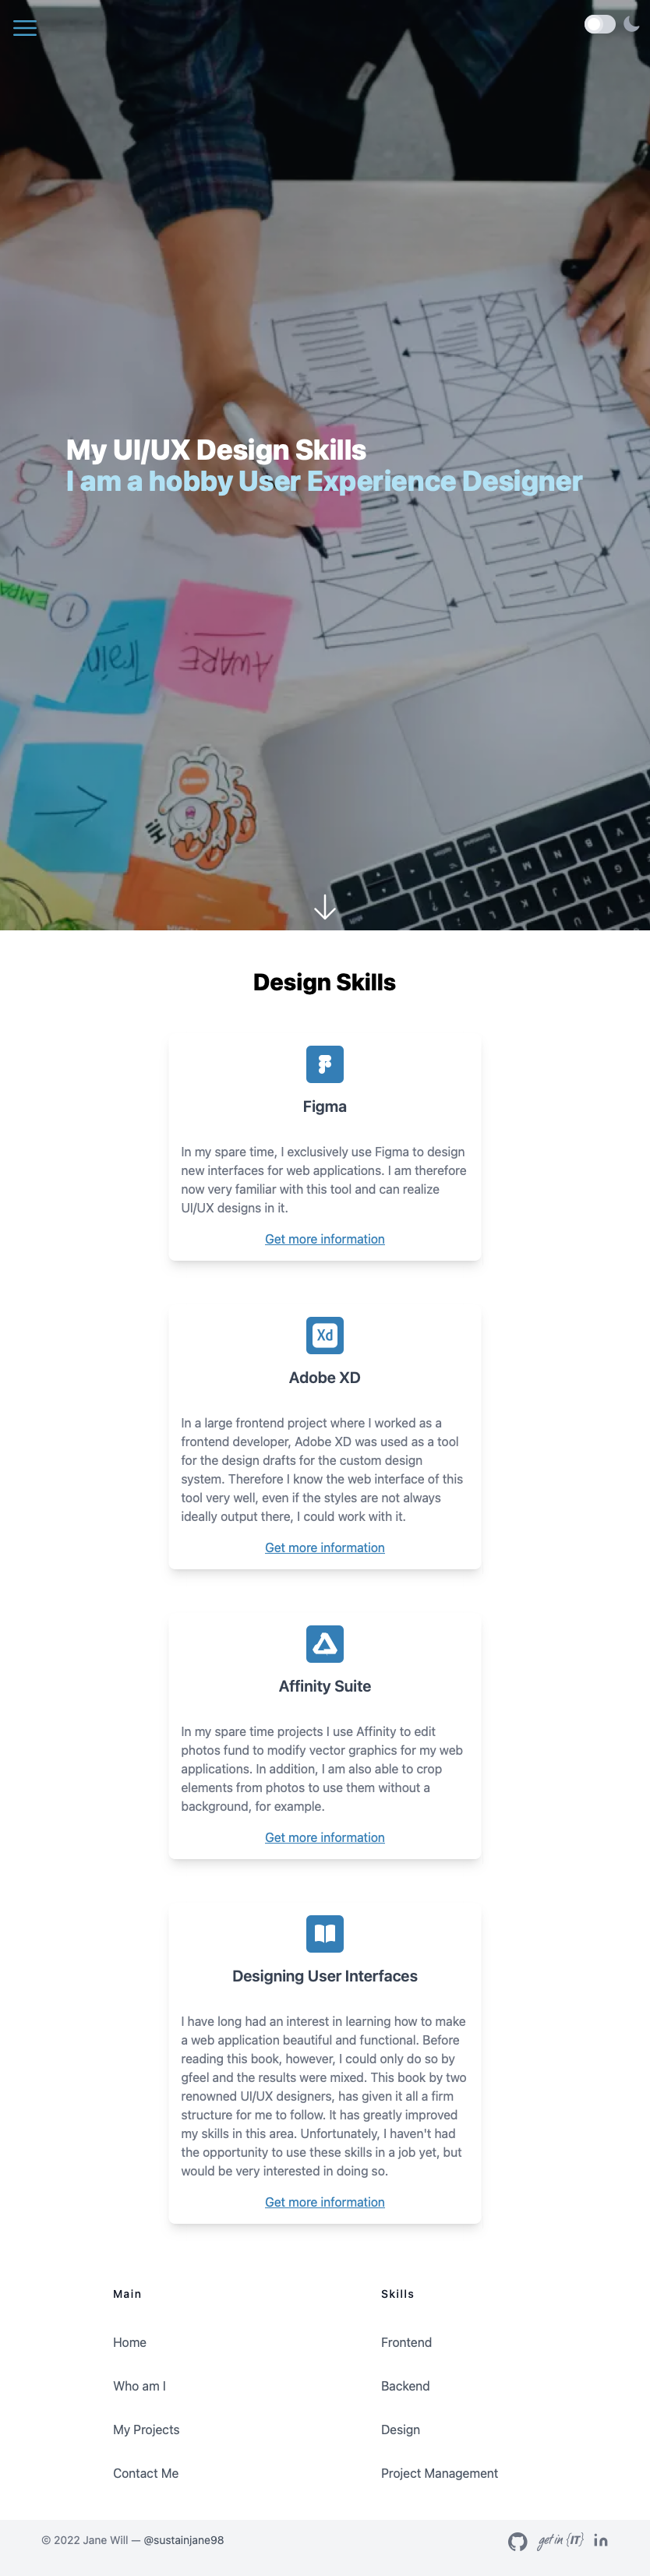 My UI/UX Design Skills
I am a hobby User Experience Designer
MPA
Train
AWARE
Design Skills
Figma
In my spare time, I exclusively use Figma to design
new interfaces for web applications. I am therefore
now very familiar with this tool and can realize
UI/UX designs in it.
Get more information
Xd
Adobe XD
In a large frontend project where I worked as a
frontend developer, Adobe XD was used as a tool
for the design drafts for the custom design
system. Therefore I know the web interface of this
tool very well, even if the styles are not always
ideally output there, I could work with it.
Get more information
Affinity Suite
In my spare time projects I use Affinity to edit
photos fund to modify vector graphics for my web
applications. In addition, I am also able to crop
elements from photos to use them without a
background, for example.
Get more information
Designing User Interfaces
I have long had an interest in learning how to make
a web application beautiful and functional. Before
reading this book, however, I could only do so by
gfeel and the results were mixed. This book by two
renowned UI/UX designers, has given it all a firm
structure for me to follow. It has greatly improved
my skills in this area. Unfortunately, I haven't had
the opportunity to use these skills in a job yet, but
would be very interested in doing so.
Get more information
Main
Skills
Home
Frontend
Who am I
Backend
My Projects
Design
Contact Me
Project Management
© 2022 Jane Will — @sustainjane98
get in {IT}
in